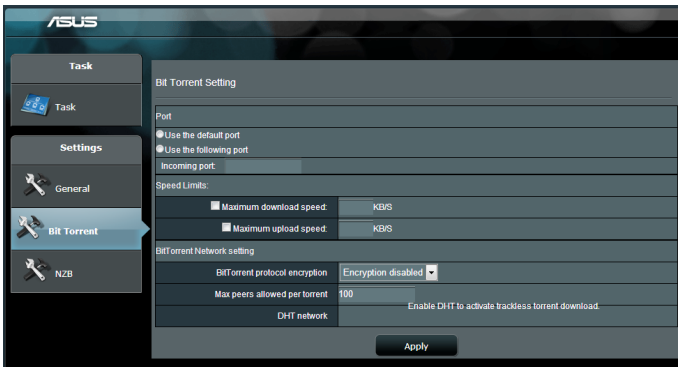 ASUS
Task
Task
Settings
General
Bit Torrent
NZB
Bit Torrent Setting
Port
Use the default port
Use the following port
Incoming port:
Speed Limits:
Maximum download speed: KB/S
Maximum upload speed: KB/S
BitTorrent Network setting
BitTorrent protocol encryption Encryption disabled
Max peers allowed per torrent 100
DHT network Enable DHT to activate trackless torrent download.
Apply